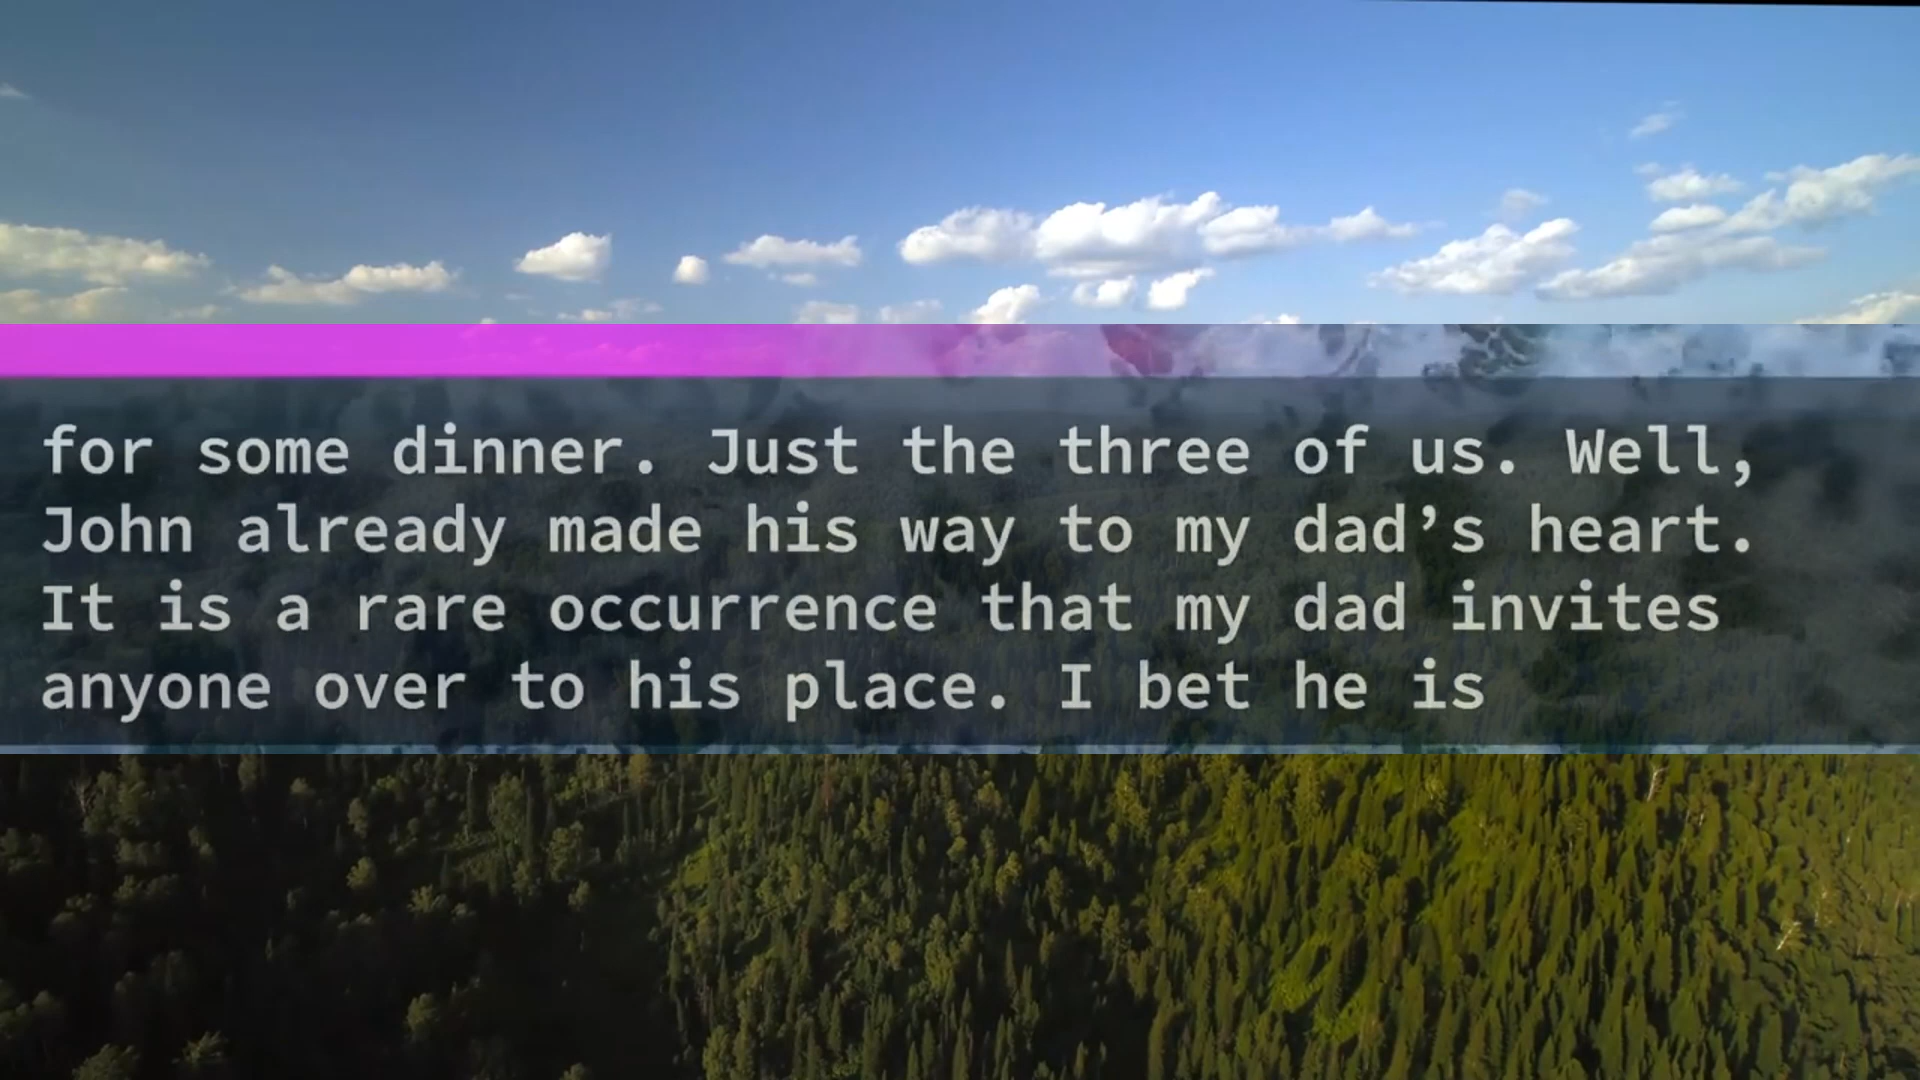 for some dinner. Just the three of us. Well,
John already made his way to my dad’s heart.
It is a rare occurrence that my dad invites
anyone over to his place. I bet he is